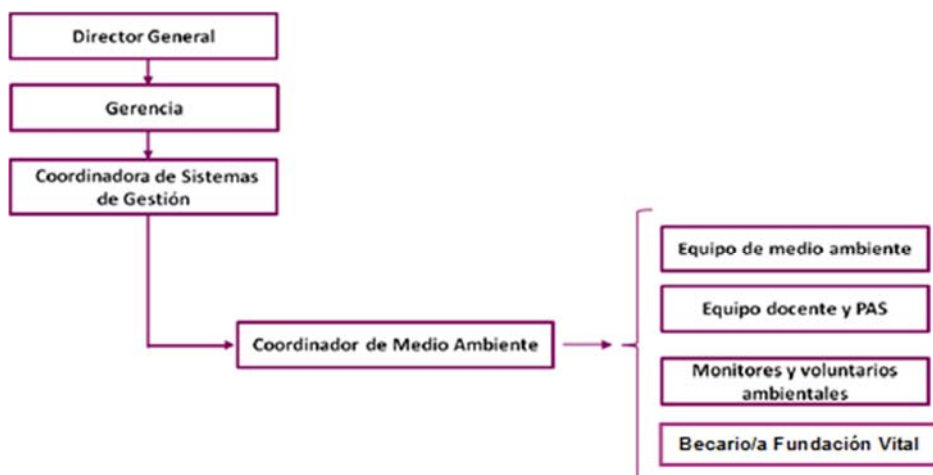 Director General
Gerencia
Coordinadora de Sistemas
de Gestión
Coordinador de Medio Ambiente
Equipo de medio ambiente
Equipo docente y PAS
Monitores y voluntarios
ambientales
Becario/a Fundación Vital